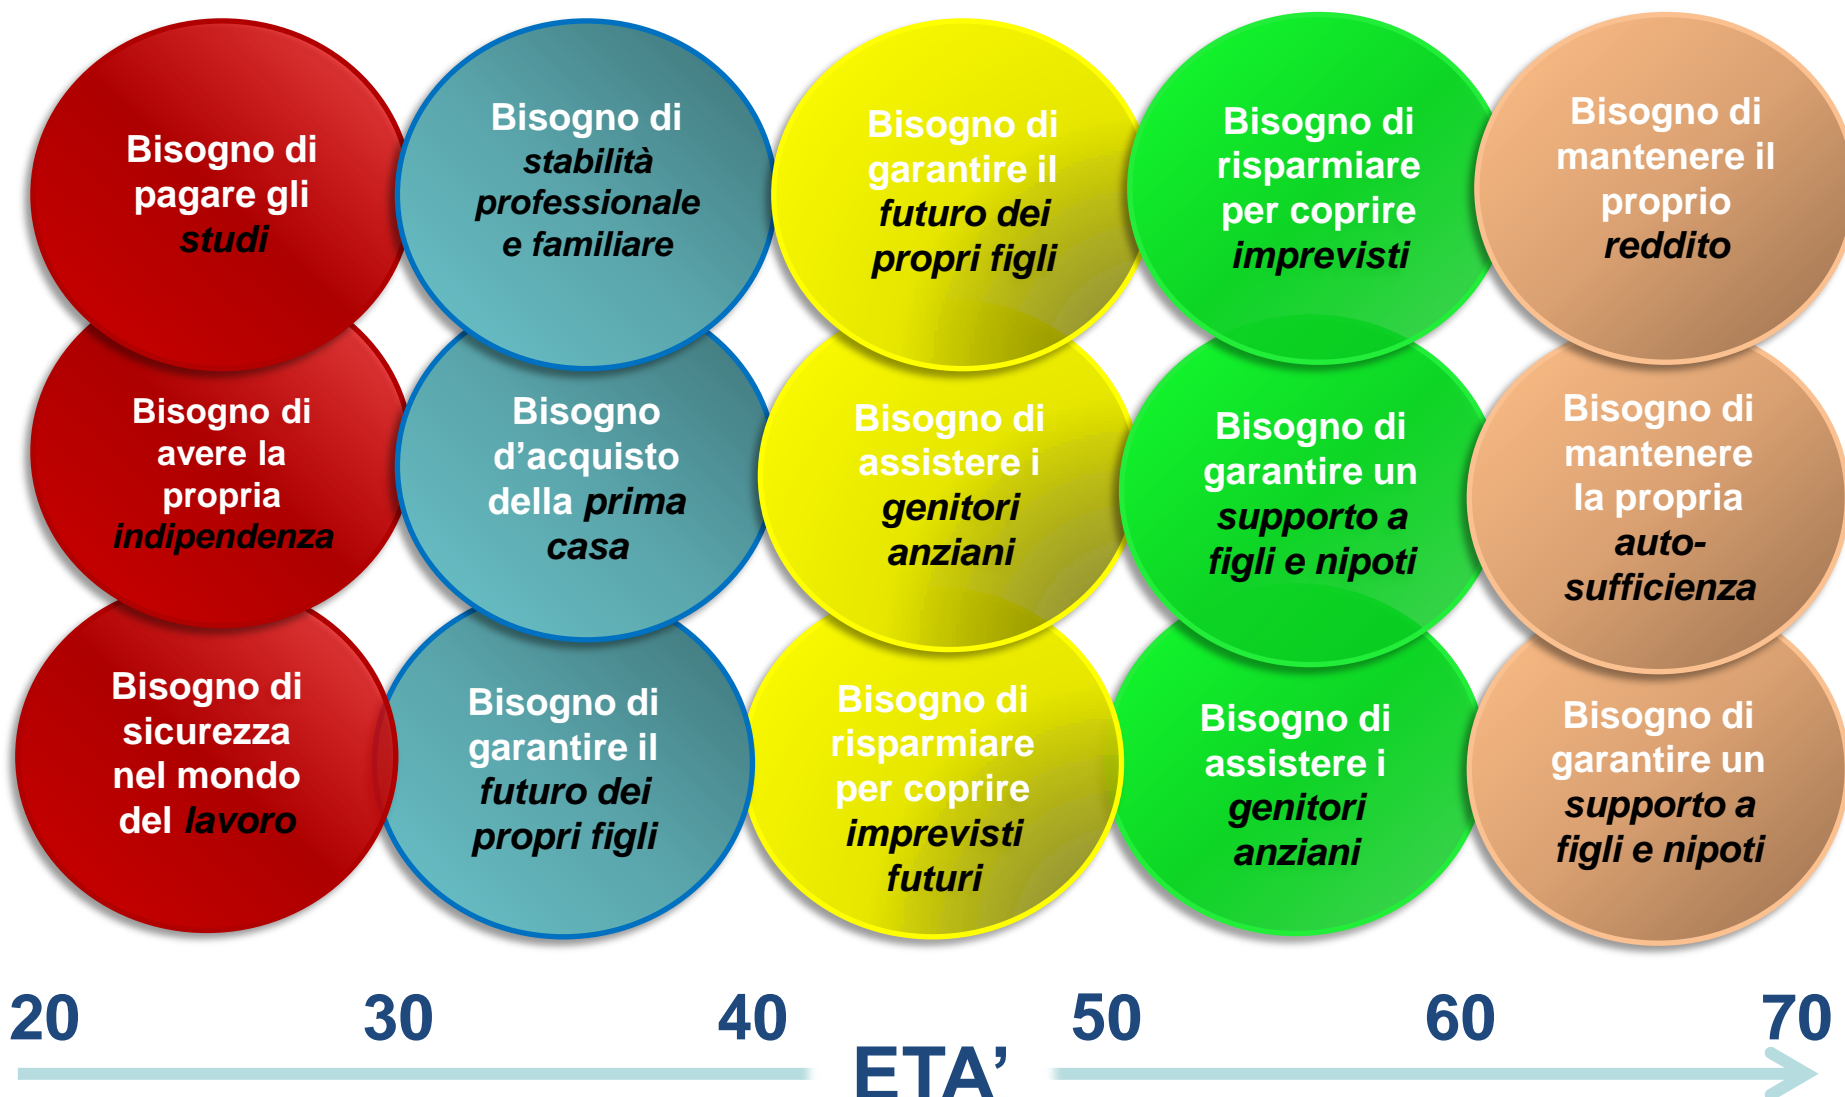 Bisogno di
pagare gli
studi
Bisogno di
avere la
propria
indipendenza
Bisogno di
sicurezza
nel mondo
del lavoro
Bisogno di
stabilità
professionale
e familiare
Bisogno
d’acquisto
della prima
casa
Bisogno di
garantire il
futuro dei
propri figli
Bisogno di
garantire il
futuro dei
propri figli
Bisogno di
assistere i
genitori
anziani
Bisogno di
risparmiare
per coprire
imprevisti
futuri
Bisogno di
risparmiare
per coprire
imprevisti
Bisogno di
garantire un
supporto a
figli e nipoti
Bisogno di
assistere i
genitori
anziani
Bisogno di
mantenere il
proprio
reddito
Bisogno di
mantenere
la propria
auto-
sufficienza
Bisogno di
garantire un
supporto a
figli e nipoti
20 30 40 50 60 70
ETA’